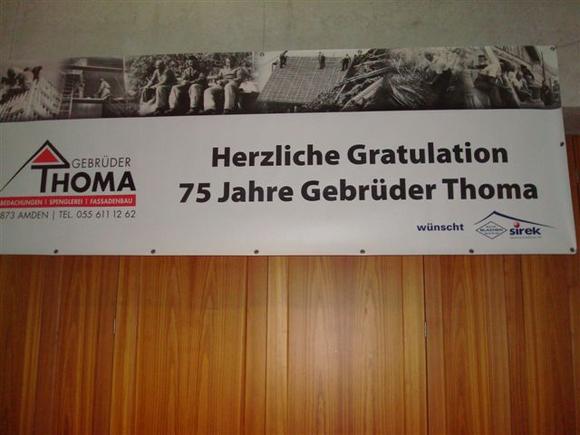 GEBRÜDER
THOMA
BEDACHUNGEN | SPENGLEREI | FASSADENBAU
873 AMDEN | TEL. 055 611 12 62
Herzliche Gratulation
75 Jahre Gebrüder Thoma
wünscht
sirek